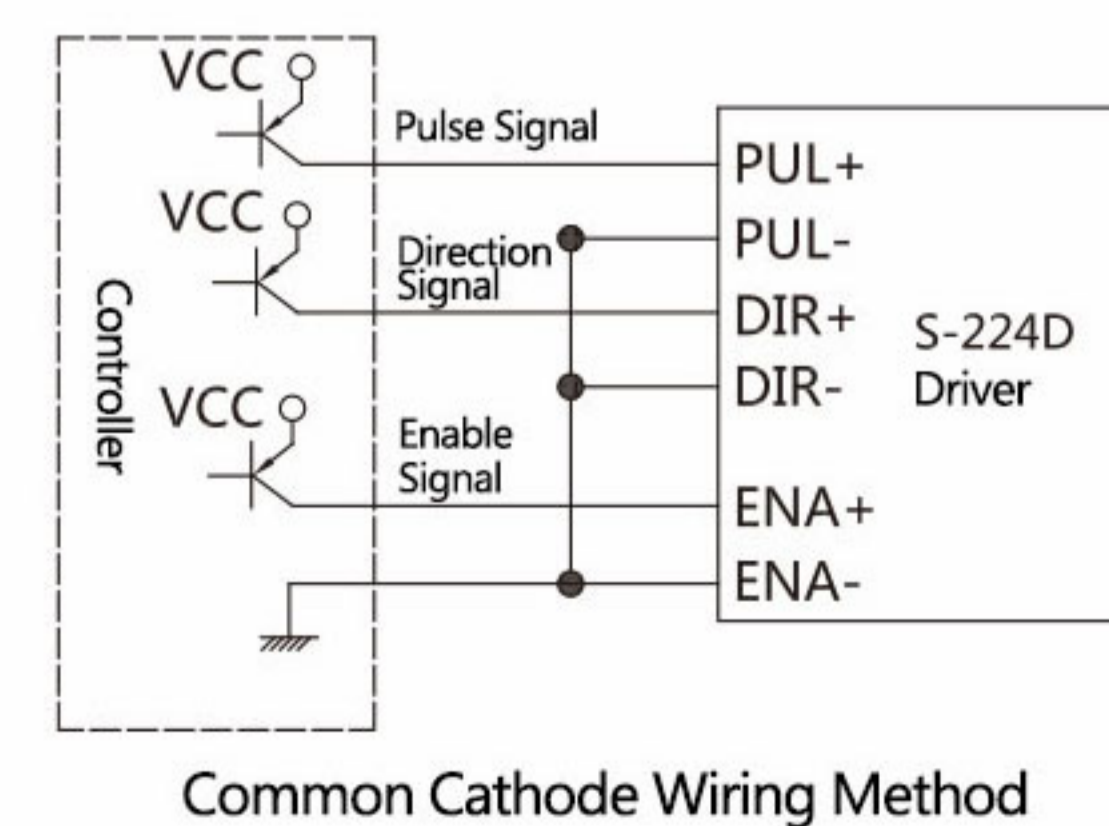 VCC
Pulse Signal
PUL+
VCC
PUL-
Direction
Signal
DIR+
Controller
S-224D
Driver
DIR-
VCC
Enable
Signal
ENA+
ENA-
Common Cathode Wiring Method